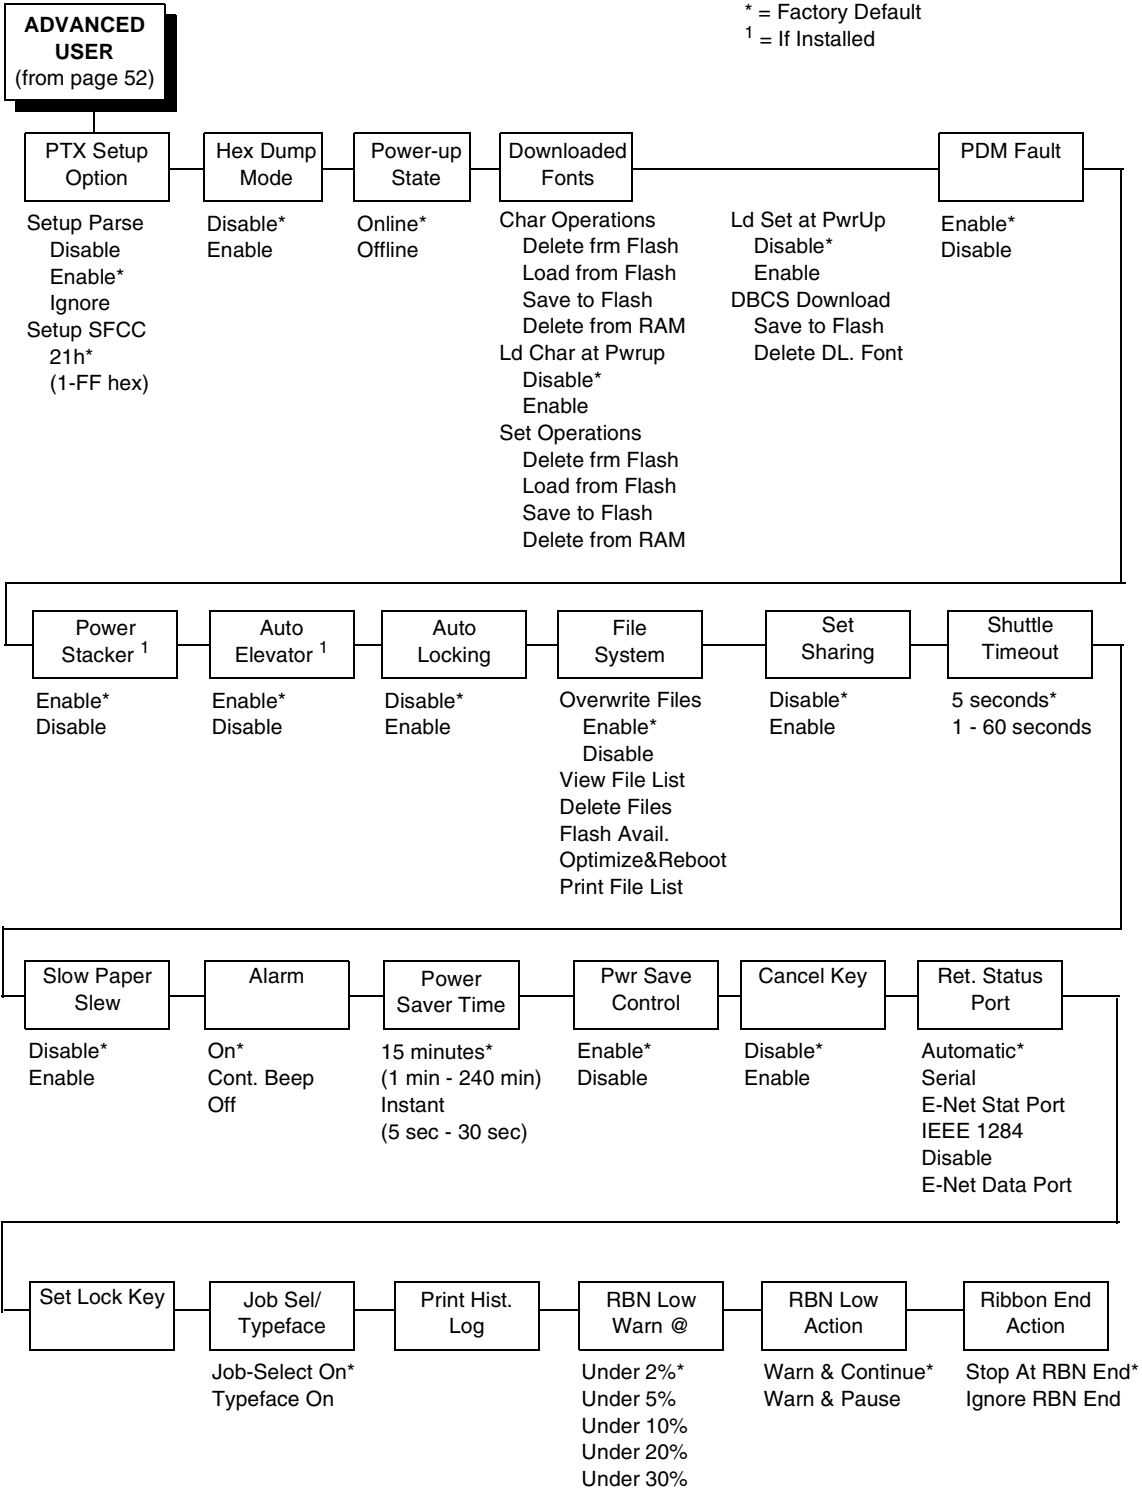 ADVANCED
USER
(from page 52)
* = Factory Default
1 = If Installed
PTX Setup
Option
Setup Parse
Disable
Enable*
Ignore
Setup SFCC
21h*
(1-FF hex)
Hex Dump
Mode
Disable*
Enable
Power-up
State
Online*
Offline
Downloaded
Fonts
Char Operations
Delete frm Flash
Load from Flash
Save to Flash
Delete from RAM
Ld Char at Pwrup
Disable*
Enable
Set Operations
Delete frm Flash
Load from Flash
Save to Flash
Delete from RAM
Ld Set at PwrUp
Disable*
Enable
DBCS Download
Save to Flash
Delete DL. Font
PDM Fault
Enable*
Disable
Power
Stacker 1
Enable*
Disable
Auto
Elevator 1
Enable*
Disable
Auto
Locking
Disable*
Enable
File
System
Overwrite Files
Enable*
Disable
View File List
Delete Files
Flash Avail.
Optimize&Reboot
Print File List
Set
Sharing
Disable*
Enable
Shuttle
Timeout
5 seconds*
1 - 60 seconds
Slow Paper
Slew
Disable*
Enable
Alarm
On*
Cont. Beep
Off
Power
Saver Time
15 minutes*
(1 min - 240 min)
Instant
(5 sec - 30 sec)
Pwr Save
Control
Enable*
Disable
Cancel Key
Disable*
Enable
Ret. Status
Port
Automatic*
Serial
E-Net Stat Port
IEEE 1284
Disable
E-Net Data Port
Set Lock Key
Job Sel/
Typeface
Job-Select On*
Typeface On
Print Hist.
Log
RBN Low
Warn @
Under 2%*
Under 5%
Under 10%
Under 20%
Under 30%
RBN Low
Action
Warn & Continue*
Warn & Pause
Ribbon End
Action
Stop At RBN End*
Ignore RBN End